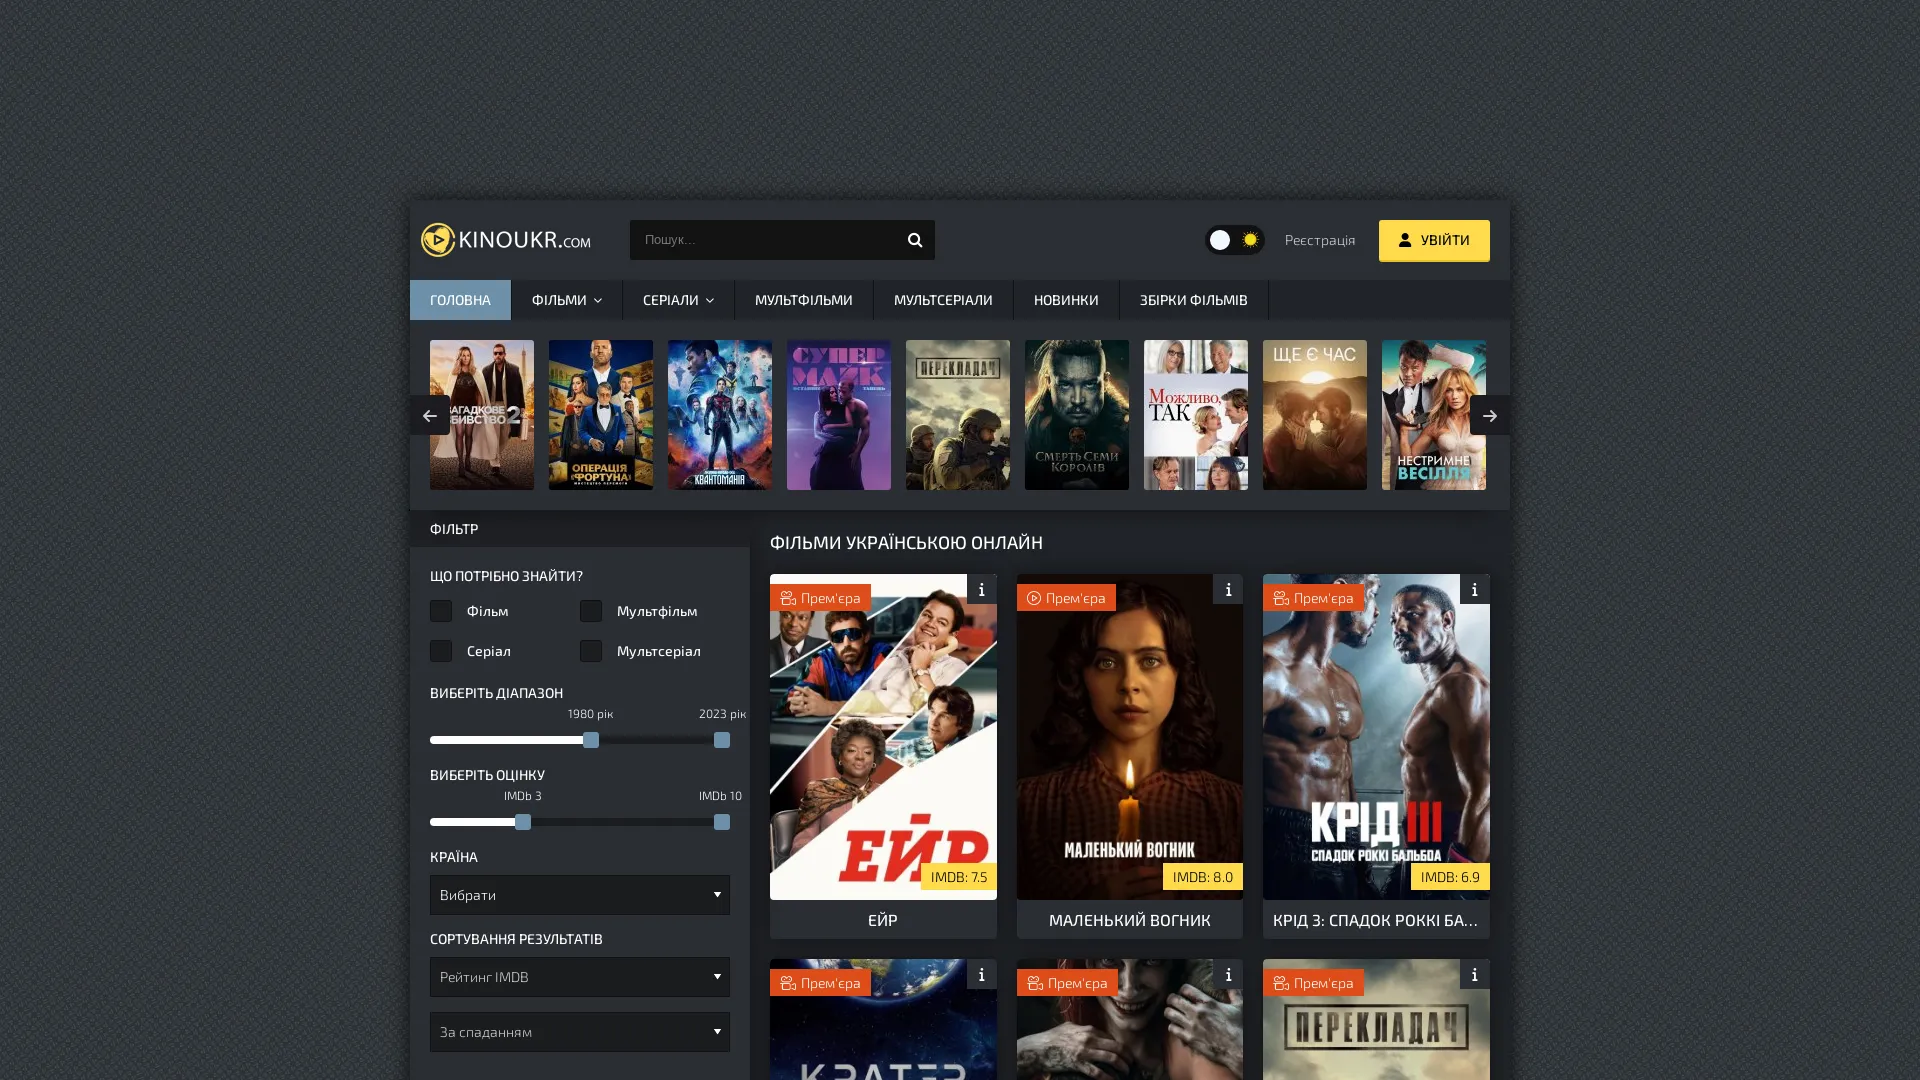 KINOUKR.COM
Пошук...
Реєстрація
УВІЙТИ
ГОЛОВНА
ФІЛЬМИ
СЕРІАЛИ
МУЛЬТФІЛЬМИ
МУЛЬТСЕРІАЛИ
НОВИНКИ
ЗБІРКИ ФІЛЬМІВ
2
ОПЕРАЦІЯ
«ФОРТУНА»
КВАНТОМАНІЯ
СУПЕР
МАЙК
ПЕРЕКЛАДАЧ
СМЕРТЬ СЕМИ
КОРОЛІВ
Можливо,
ТАК
ЩЕ Є ЧАС
НЕСТРИМНЕ
ВЕСІЛЛЯ
ФІЛЬТР
ЩО ПОТРІБНО ЗНАЙТИ?
Фільм
Мультфільм
Серіал
Мультсеріал
ВИБЕРІТЬ ДІАПАЗОН
1980 рік
2023 рік
ВИБЕРІТЬ ОЦІНКУ
IMDb 3
IMDb 10
КРАЇНА
Вибрати
СОРТУВАННЯ РЕЗУЛЬТАТІВ
Рейтинг IMDB
За спаданням
ФІЛЬМИ УКРАЇНСЬКОЮ ОНЛАЙН
Прем'єра
i
ЕЙР
IMDB: 7.5
ЕЙР
Прем'єра
i
МАЛЕНЬКИЙ ВОГНИК
IMDB: 8.0
МАЛЕНЬКИЙ ВОГНИК
Прем'єра
i
КРІД III
СПАДОК РОККІ БАЛЬБОА
IMDB: 6.9
КРІД 3: СПАДОК РОККІ БА...
Прем'єра
i
КРАТЕР
Прем'єра
i
Прем'єра
i
ПЕРЕКЛАДАЧ